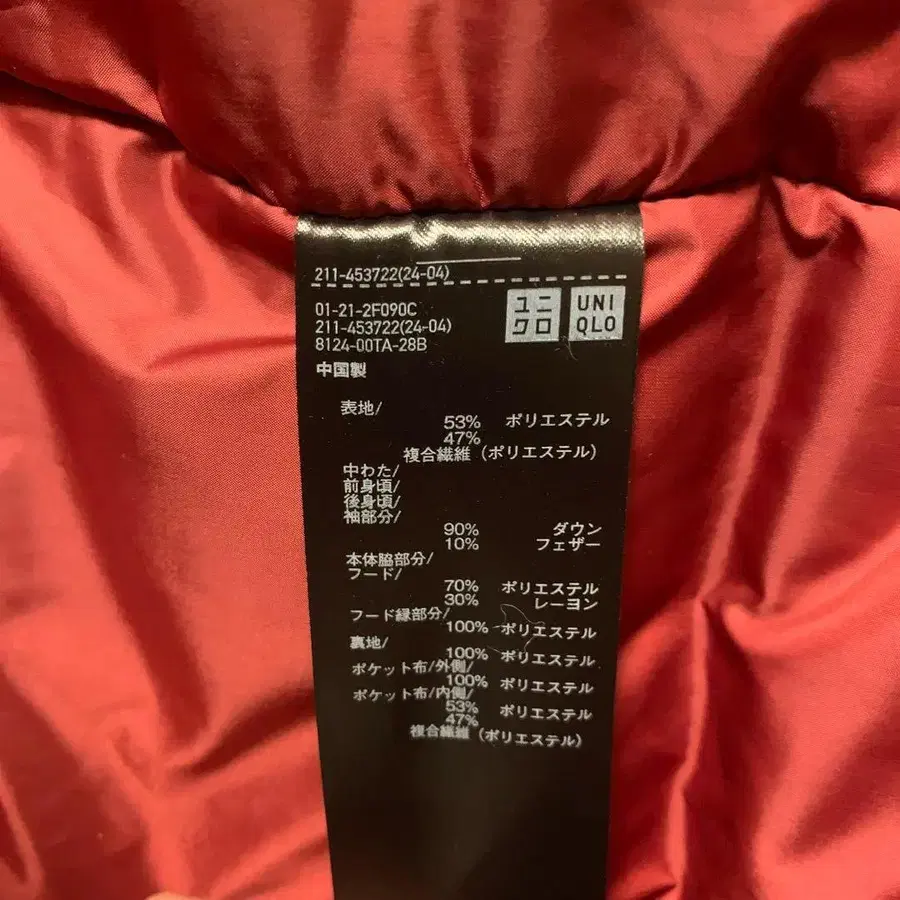 211-453722(24-04)
01-21-2F090C
211-453722(24-04)
8124-00TA-28B
ユニ
クロ
UNI
QLO
中国製
表地/
53% ポリエステル
47%
複合繊維(ポリエステル)
中わた/
前身頃/
後身頃/
袖部分/
90% ダウン
10% フェザー
本体脇部分/
フード/
70% ポリエステル
30% レーヨン
フード縁部分/
100% ポリエステル
裏地/
100% ポリエステル
ポケット布/外側/
100% ポリエステル
ポケット布/内側/
53% ポリエステル
47%
複合繊維(ポリエステル)